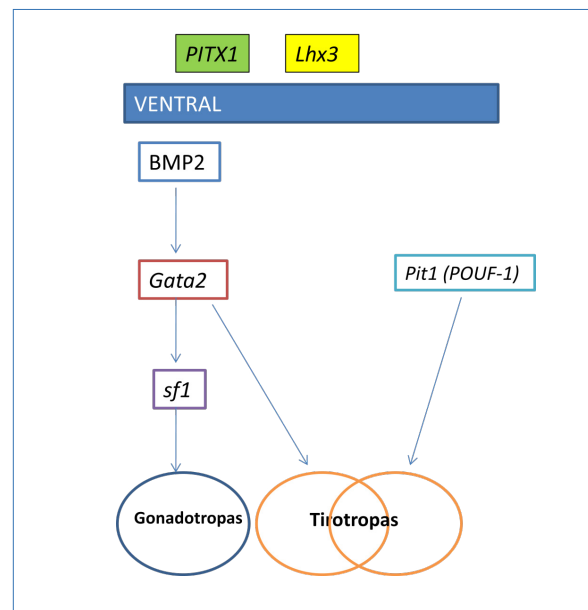 PITX1
Lhx3
VENTRAL
BMP2
Gata2
Pit1 (POUF-1)
sf1
Gonadotropas
Tirotropas